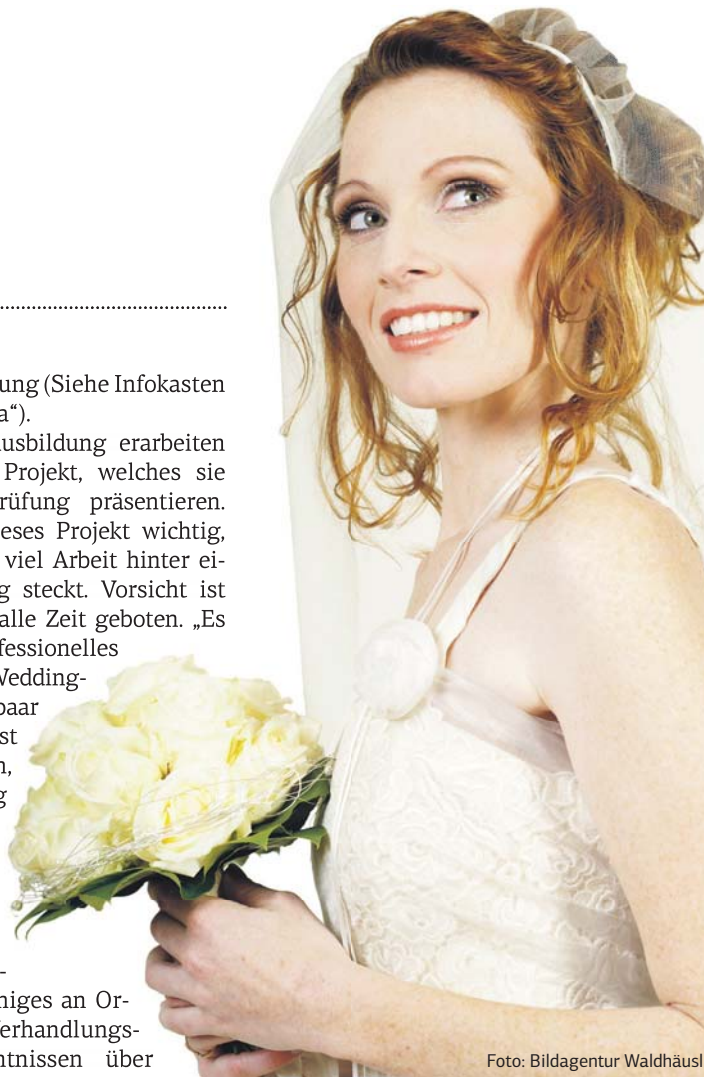 ung (Siehe Infokasten
a“).
usbildung erarbeiten
Projekt, welches sie
rüfung präsentieren.
eses Projekt wichtig,
viel Arbeit hinter ei-
g steckt. Vorsicht ist
alle Zeit geboten. „Es
fessionelles
Wedding-
paar
st
n,
g
-
niges an Or-
Verhandlungs-
ntnissen über
Foto: Bildagentur Waldhäusl